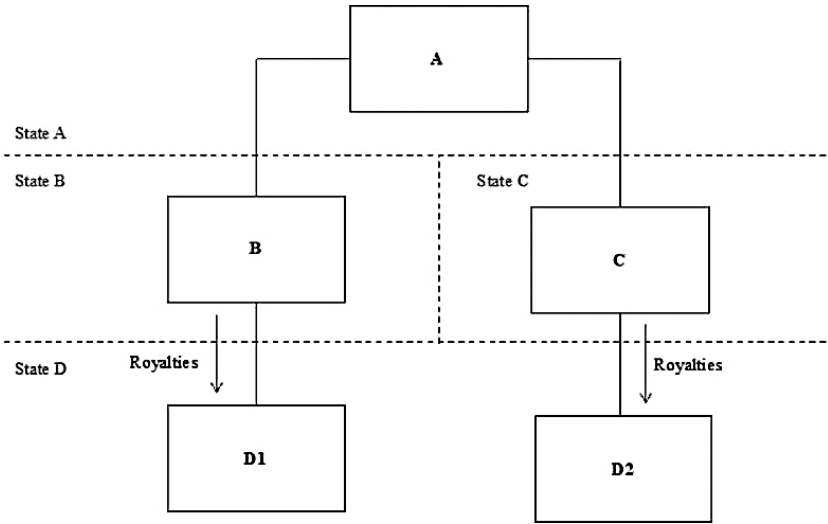 A
State A
State B
State C
B
C
Royalties
Royalties
State D
D1
D2